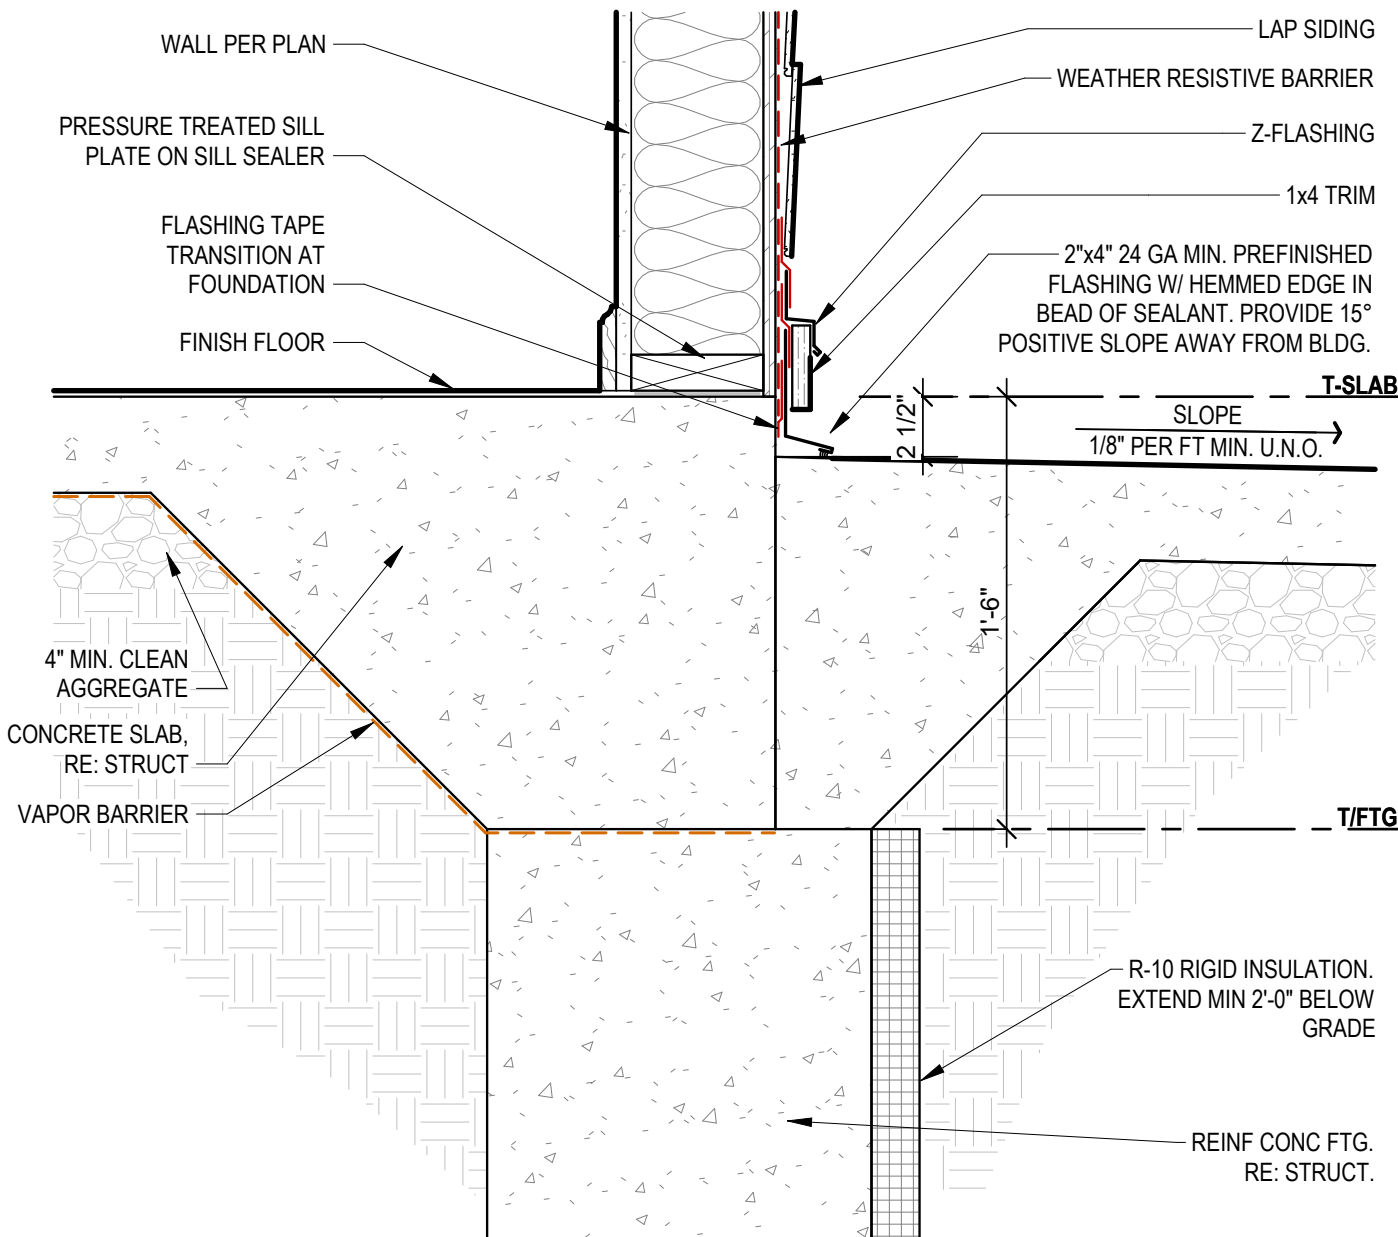 WALL PER PLAN
PRESSURE TREATED SILL
PLATE ON SILL SEALER
FLASHING TAPE
TRANSITION AT
FOUNDATION
FINISH FLOOR
4" MIN. CLEAN
AGGREGATE
CONCRETE SLAB,
RE: STRUCT
VAPOR BARRIER
LAP SIDING
WEATHER RESISTIVE BARRIER
Z-FLASHING
1x4 TRIM
2"x4" 24 GA MIN. PREFINISHED
FLASHING W/ HEMMED EDGE IN
BEAD OF SEALANT. PROVIDE 15°
POSITIVE SLOPE AWAY FROM BLDG.
T-SLAB
2 1/2"
SLOPE
1/8" PER FT MIN. U.N.O.
1'-6"
T/FTG
R-10 RIGID INSULATION.
EXTEND MIN 2'-0" BELOW
GRADE
REINF CONC FTG.
RE: STRUCT.